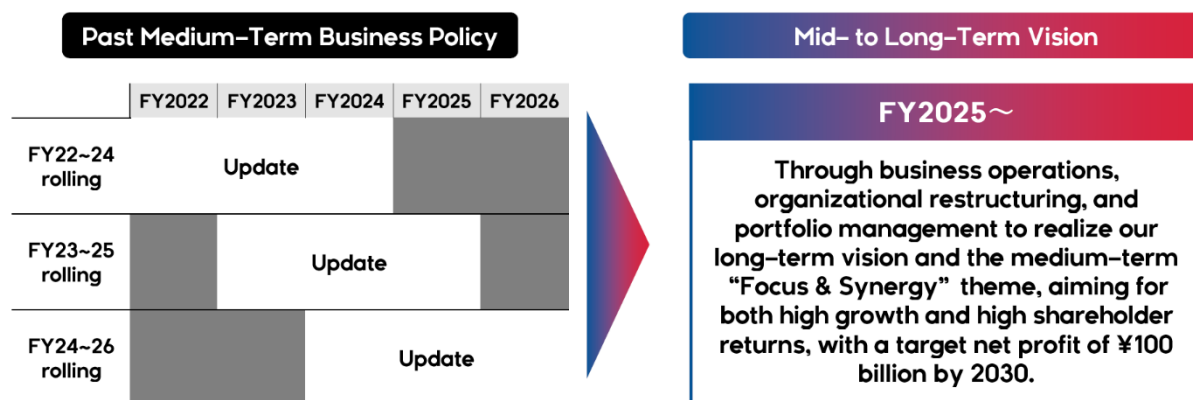 Past Medium-Term Business Policy
FY2022 FY2023 FY2024 FY2025 FY2026
FY22~24
rolling
Update
FY23~25
rolling
Update
FY24~26
rolling
Update
Mid- to Long-Term Vision
FY2025～
Through business operations,
organizational restructuring, and
portfolio management to realize our
long-term vision and the medium-term
“Focus & Synergy” theme, aiming for
both high growth and high shareholder
returns, with a target net profit of ¥100
billion by 2030.